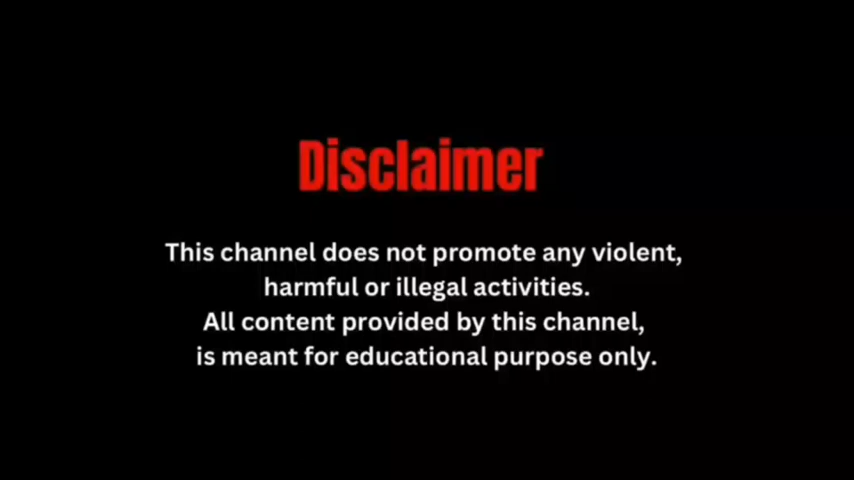 Disclaimer
This channel does not promote any violent,
harmful or illegal activities.
All content provided by this channel,
is meant for educational purpose only.